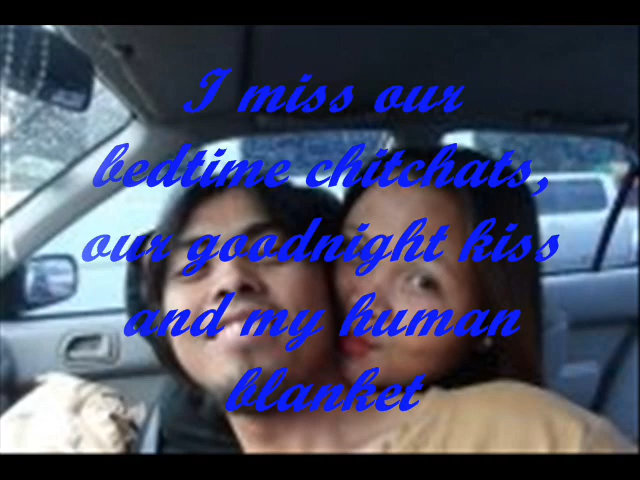 I miss our
bedtime chitchats,
our goodnight kiss
and my human
blanket